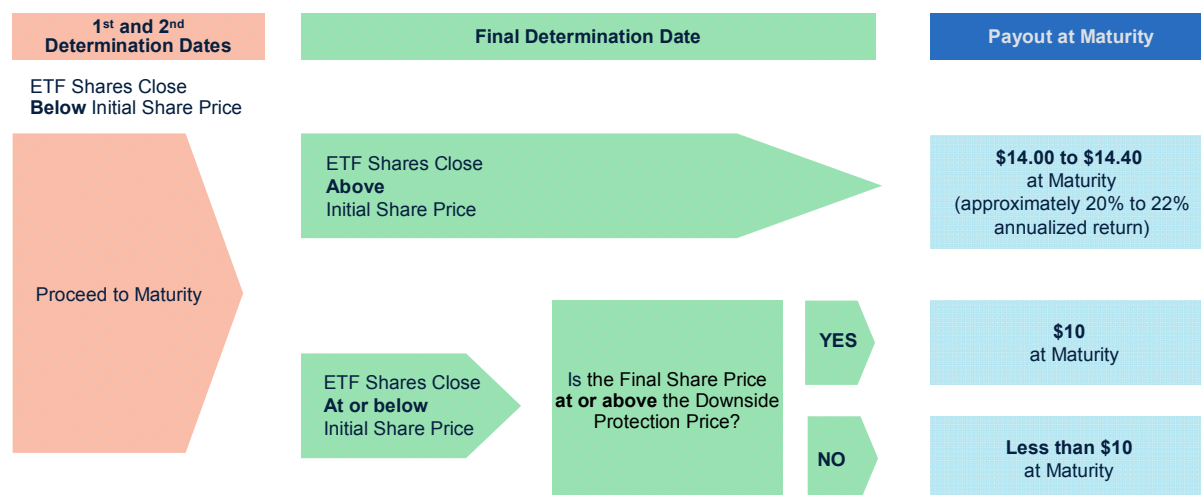 1st and 2nd
Determination Dates
Final Determination Date
Payout at Maturity
ETF Shares Close
Below Initial Share Price
Proceed to Maturity
ETF Shares Close
Above
Initial Share Price
$14.00 to $14.40
at Maturity
(approximately 20% to 22%
annualized return)
ETF Shares Close
At or below
Initial Share Price
Is the Final Share Price
at or above the Downside
Protection Price?
YES
$10
at Maturity
NO
Less than $10
at Maturity